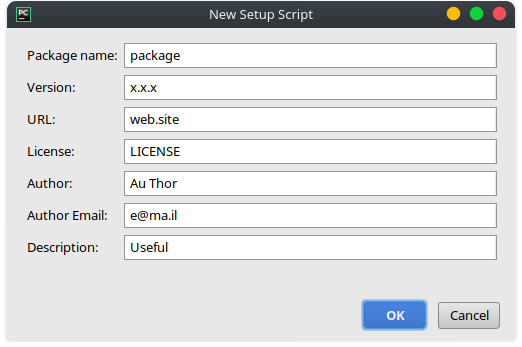 PC New Setup Script
Package name: package
Version: x.x.x
URL: web.site
License: LICENSE
Author: Au Thor
Author Email: e@ma.il
Description: Useful
OK Cancel